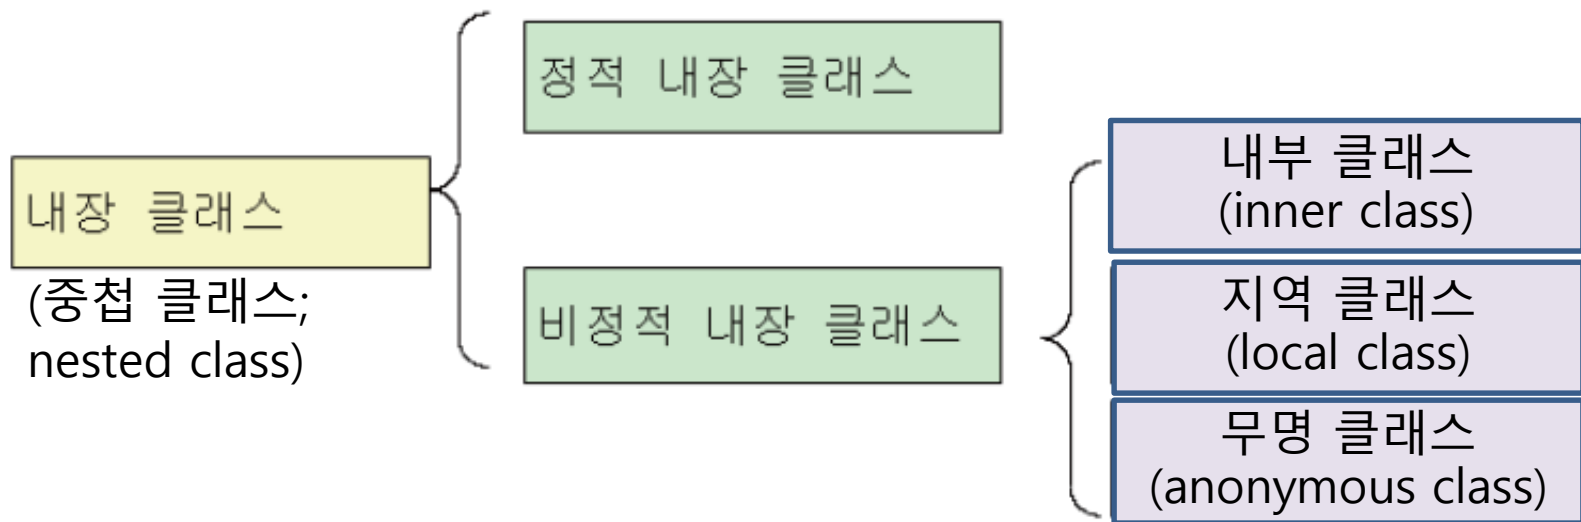 내장 클래스
(중첩 클래스;
nested class)
정적 내장 클래스
비정적 내장 클래스
내부 클래스
(inner class)
지역 클래스
(local class)
무명 클래스
(anonymous class)